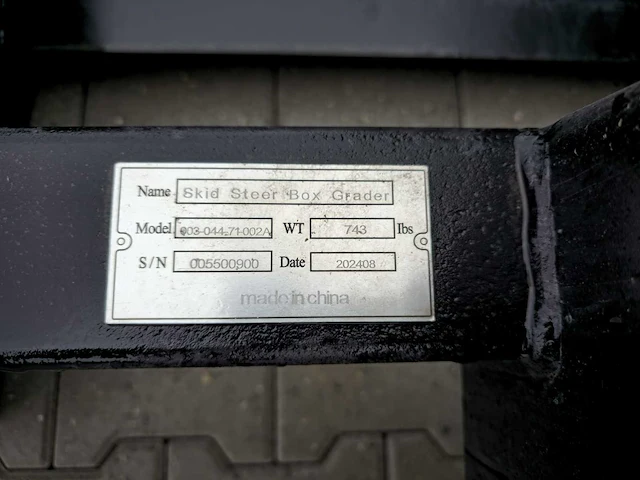 Name Skid Steer Box Grader
Model 003-044-71-002A WT 743 lbs
S/N 005500900 Date 202408
made in china